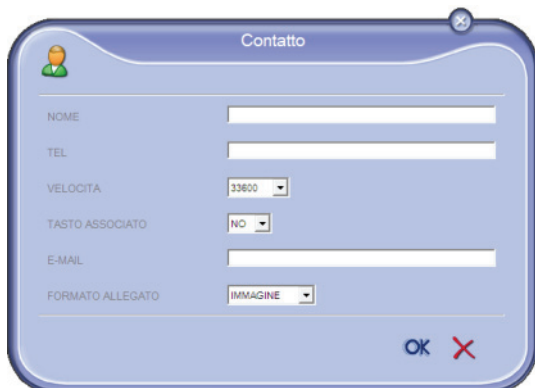 Contatto
NOME
TEL
VELOCITA
33600
TASTO ASSOCIATO
NO
E-MAIL
FORMATO ALLEGATO
IMMAGINE
OK